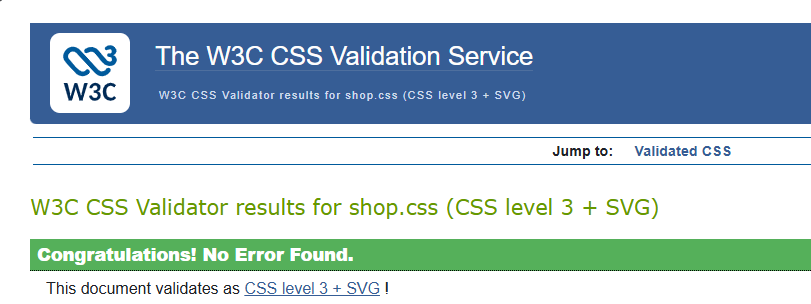 W3C
The W3C CSS Validation Service
W3C CSS Validator results for shop.css (CSS level 3 + SVG)
Jump to: Validated CSS
W3C CSS Validator results for shop.css (CSS level 3 + SVG)
Congratulations! No Error Found.
This document validates as CSS level 3 + SVG !